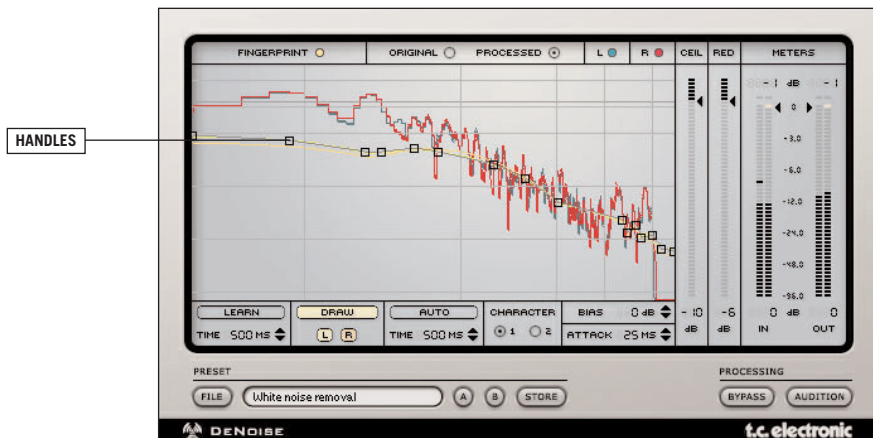 FINGERPRINT ORIGINAL PROCESSED L R CEIL RED METERS
-1 dB -1
0
-3.0
-6.0
HANDLES
-12.0
-24.0
-48.0
-96.0
LEARN DRAW AUTO CHARACTER BIAS 0 dB -10 -6 0 dB 0
TIME 500 MS L R TIME 500 MS 1 2 ATTACK 25 MS dB dB IN OUT
PRESET PROCESSING
FILE White noise removal A B STORE BYPASS AUDITION
DENOISE t.c. electronic